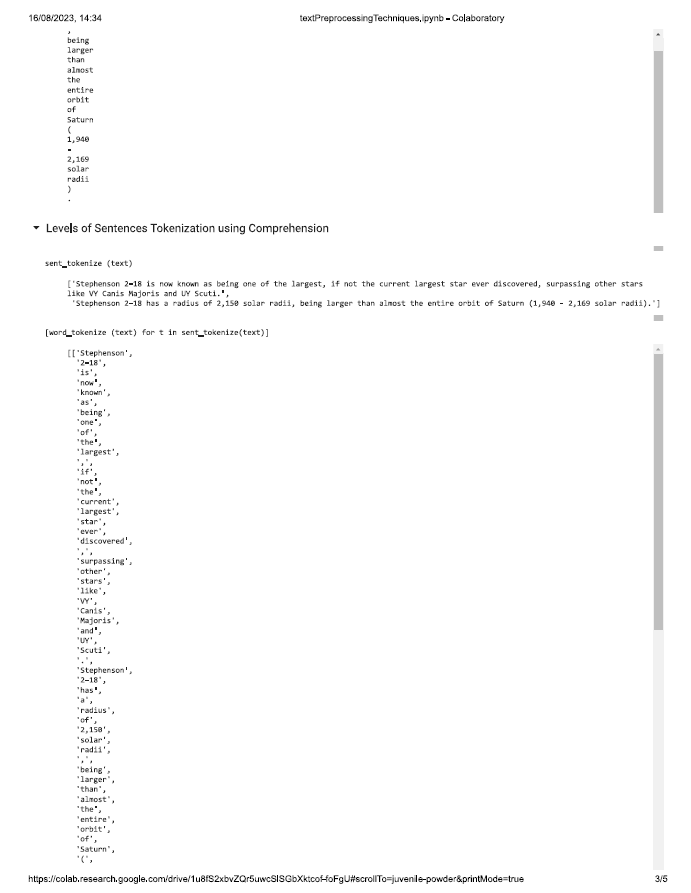 16/08/2023, 14:34
textPreprocessingTechniques.ipynb - Colaboratory
,
being
larger
than
almost
the
entire
orbit
of
Saturn
(
1,940
-
2,169
solar
radii
)
.
Levels of Sentences Tokenization using Comprehension
sent_tokenize (text)
['Stephenson 2-18 is now known as being one of the largest, if not the current largest star ever discovered, surpassing other stars
like VY Canis Majoris and UY Scuti.',
'Stephenson 2-18 has a radius of 2,150 solar radii, being larger than almost the entire orbit of Saturn (1,940 - 2,169 solar radii).']
[word_tokenize (text) for t in sent_tokenize(text)]
[['Stephenson',
'2-18',
'is',
'now',
'known',
'as',
'being',
'one',
'of',
'the',
'largest',
',',
'if',
'not',
'the',
'current',
'largest',
'star',
'ever',
'discovered',
',',
'surpassing',
'other',
'stars',
'like',
'VY',
'Canis',
'Majoris',
'and',
'UY',
'Scuti',
'.',
'Stephenson',
'2-18',
'has',
'a',
'radius',
'of',
'2,150',
'solar',
'radii',
',',
'being',
'larger',
'than',
'almost',
'the',
'entire',
'orbit',
'of',
'Saturn',
'(',
https://colab.research.google.com/drive/1u8fS2xbvZQr5uwcSlSGbXktcof-foFgU#scrollTo=juvenile-powder&printMode=true
3/5